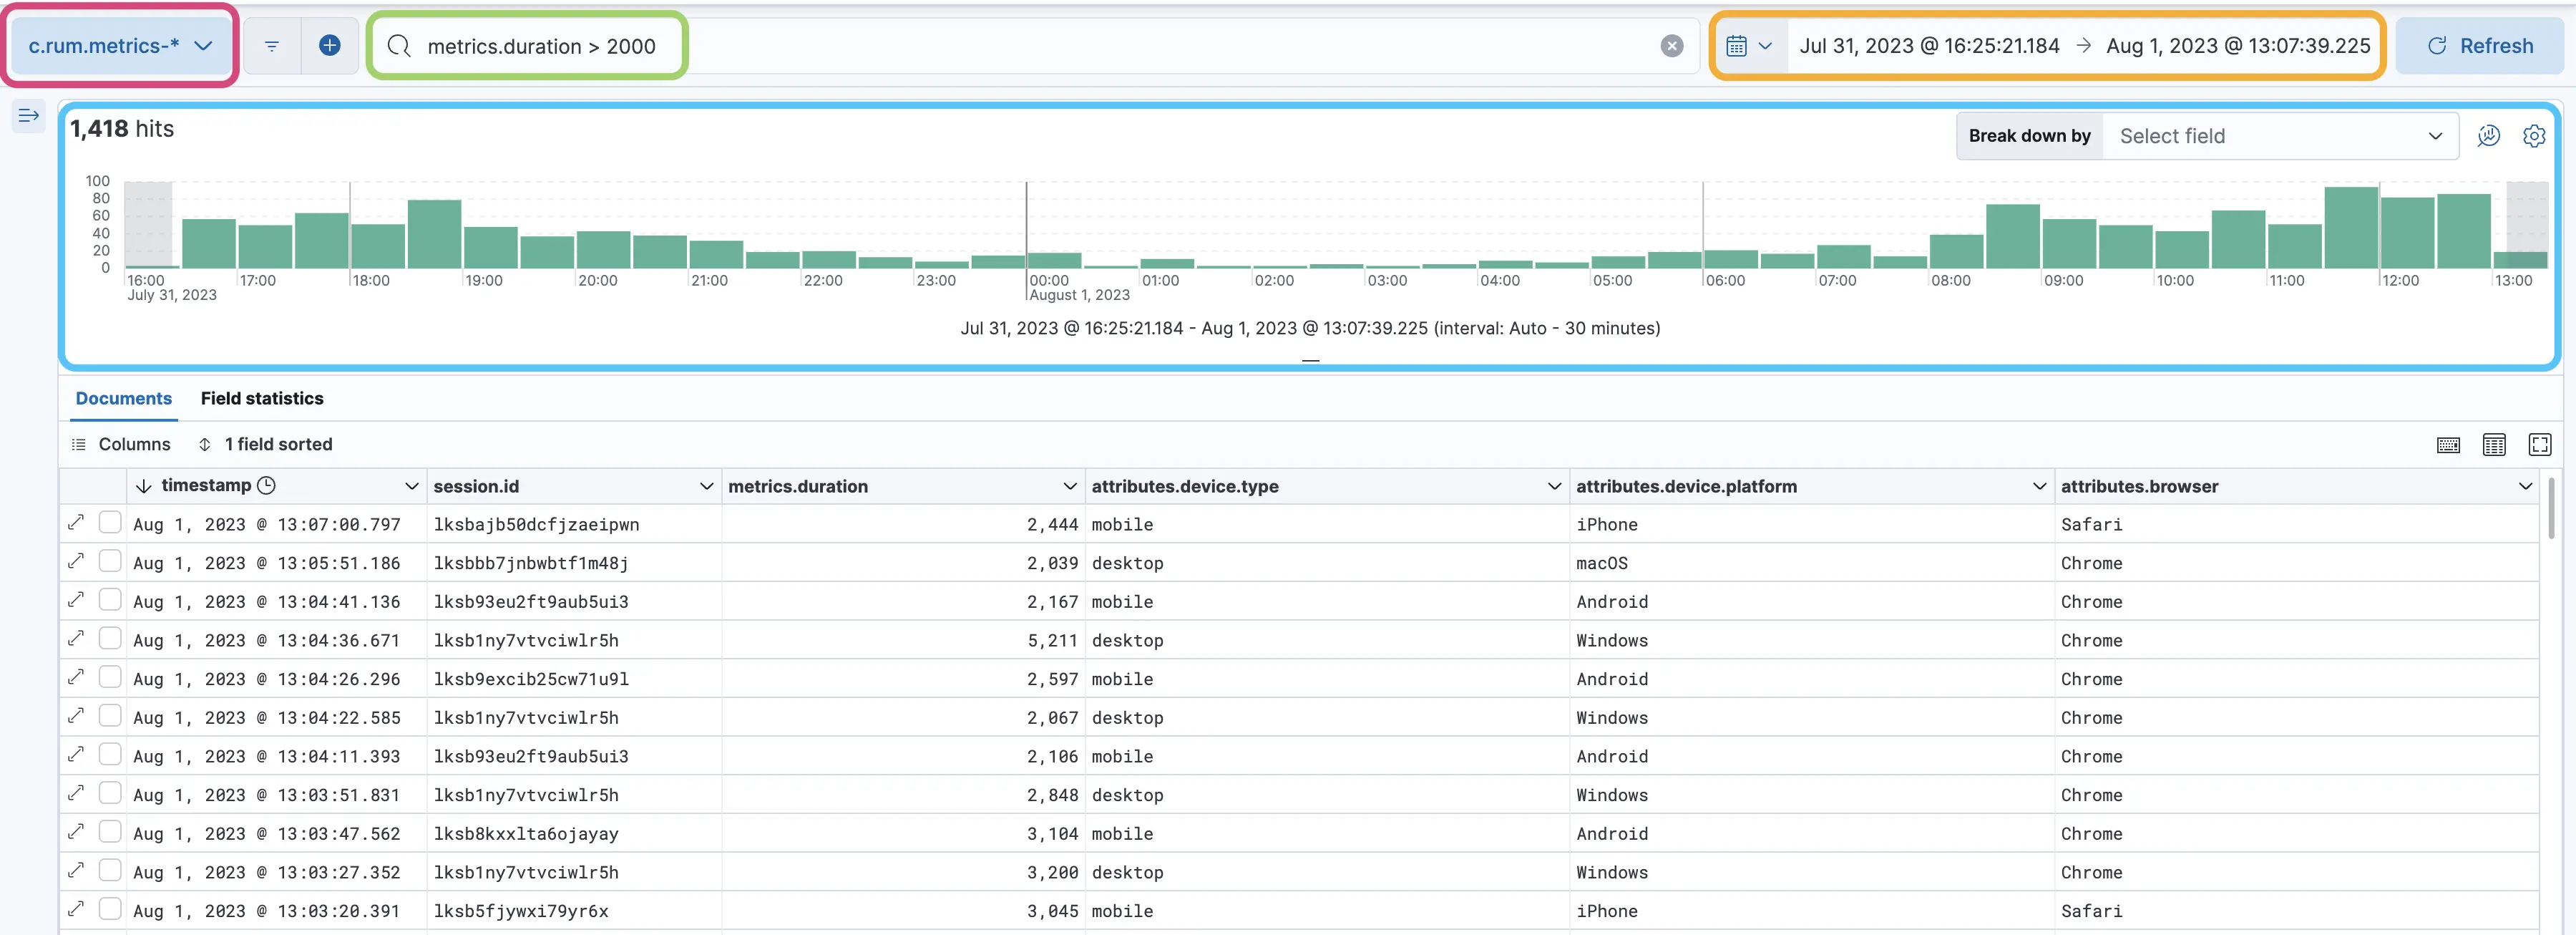 c.rum.metrics-*
metrics.duration > 2000
Jul 31, 2023 @ 16:25:21.184 → Aug 1, 2023 @ 13:07:39.225
Refresh
1,418 hits
Break down by Select field
100
80
60
40
20
0
16:00 17:00 18:00 19:00 20:00 21:00 22:00 23:00 00:00 01:00 02:00 03:00 04:00 05:00 06:00 07:00 08:00 09:00 10:00 11:00 12:00 13:00
July 31, 2023 August 1, 2023
Jul 31, 2023 @ 16:25:21.184 - Aug 1, 2023 @ 13:07:39.225 (interval: Auto - 30 minutes)
Documents Field statistics
Columns 1 field sorted
timestamp session.id metrics.duration attributes.device.type attributes.device.platform attributes.browser
Aug 1, 2023 @ 13:07:00.797 lksbajb50dcfjzaeipwn 2,444 mobile iPhone Safari
Aug 1, 2023 @ 13:05:51.186 lksbbb7jnbwbtf1m48j 2,039 desktop macOS Chrome
Aug 1, 2023 @ 13:04:41.136 lksb93eu2ft9aub5ui3 2,167 mobile Android Chrome
Aug 1, 2023 @ 13:04:36.671 lksb1ny7vtvciwlr5h 5,211 desktop Windows Chrome
Aug 1, 2023 @ 13:04:26.296 lksb9excib25cw71u9l 2,597 mobile Android Chrome
Aug 1, 2023 @ 13:04:22.585 lksb1ny7vtvciwlr5h 2,067 desktop Windows Chrome
Aug 1, 2023 @ 13:04:11.393 lksb93eu2ft9aub5ui3 2,106 mobile Android Chrome
Aug 1, 2023 @ 13:03:51.831 lksb1ny7vtvciwlr5h 2,848 desktop Windows Chrome
Aug 1, 2023 @ 13:03:47.562 lksb8kxxlta6ojayay 3,104 mobile Android Chrome
Aug 1, 2023 @ 13:03:27.352 lksb1ny7vtvciwlr5h 3,200 desktop Windows Chrome
Aug 1, 2023 @ 13:03:20.391 lksb5fjywxi79yr6x 3,045 mobile iPhone Safari